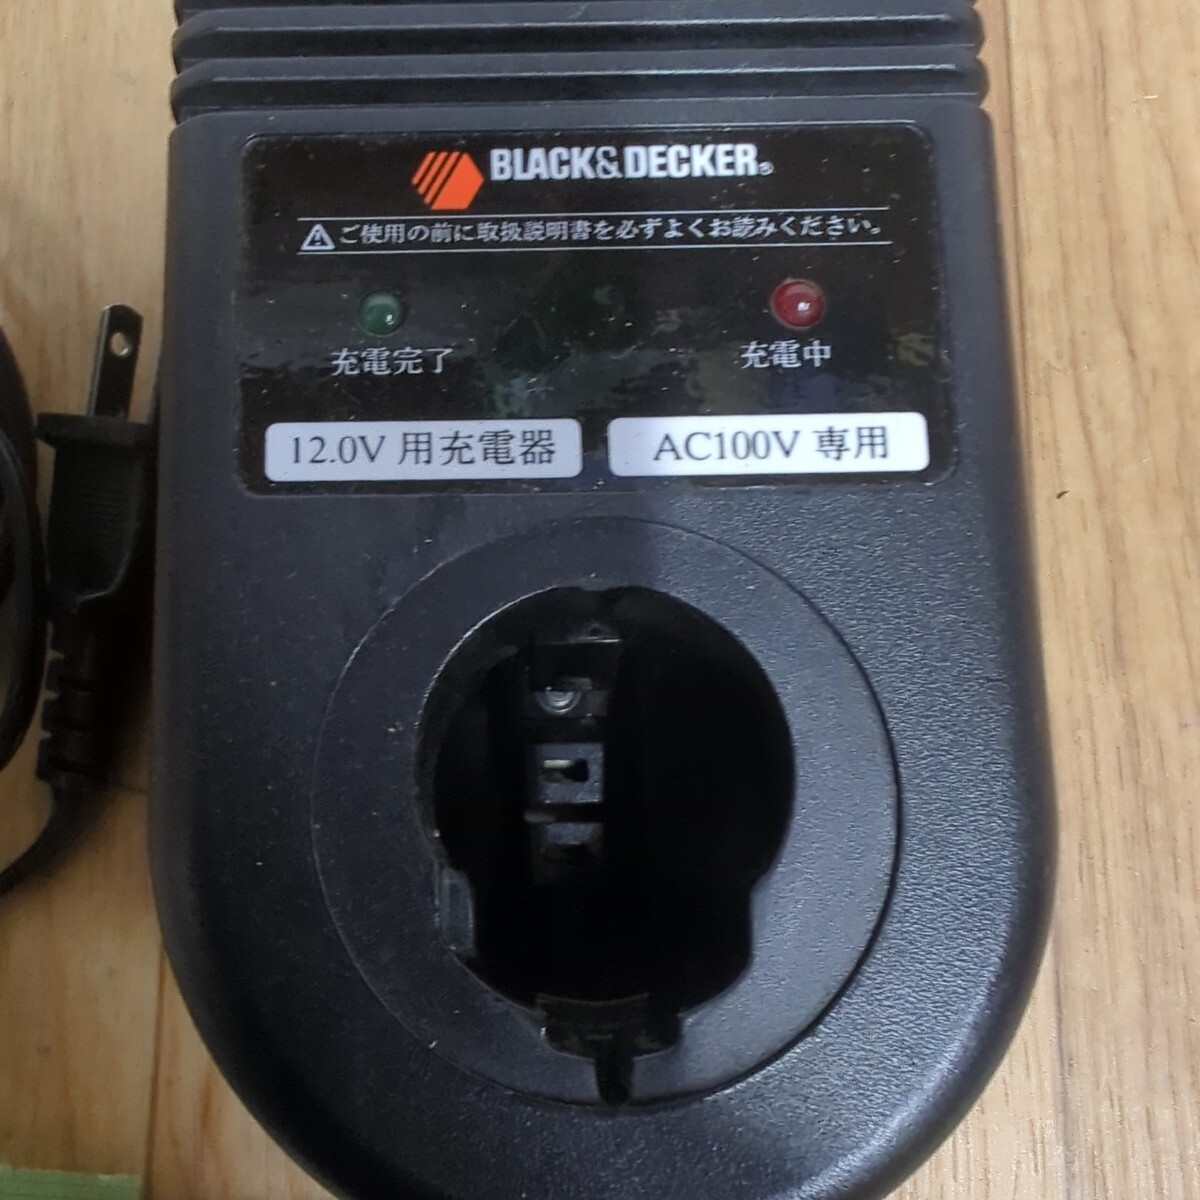 BLACK&DECKER®
ご使用の前に取扱説明書を必ずよくお読みください。
充電完了
充電中
12.0V 用充電器
AC100V 専用